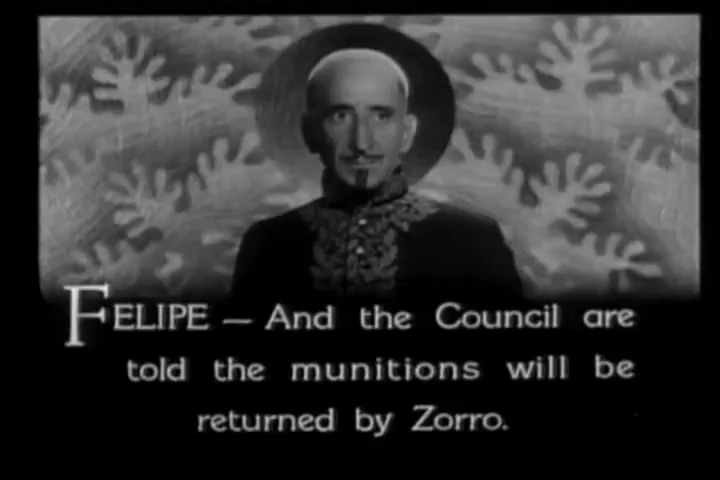 FELIPE — And the Council are
told the munitions will be
returned by Zorro.